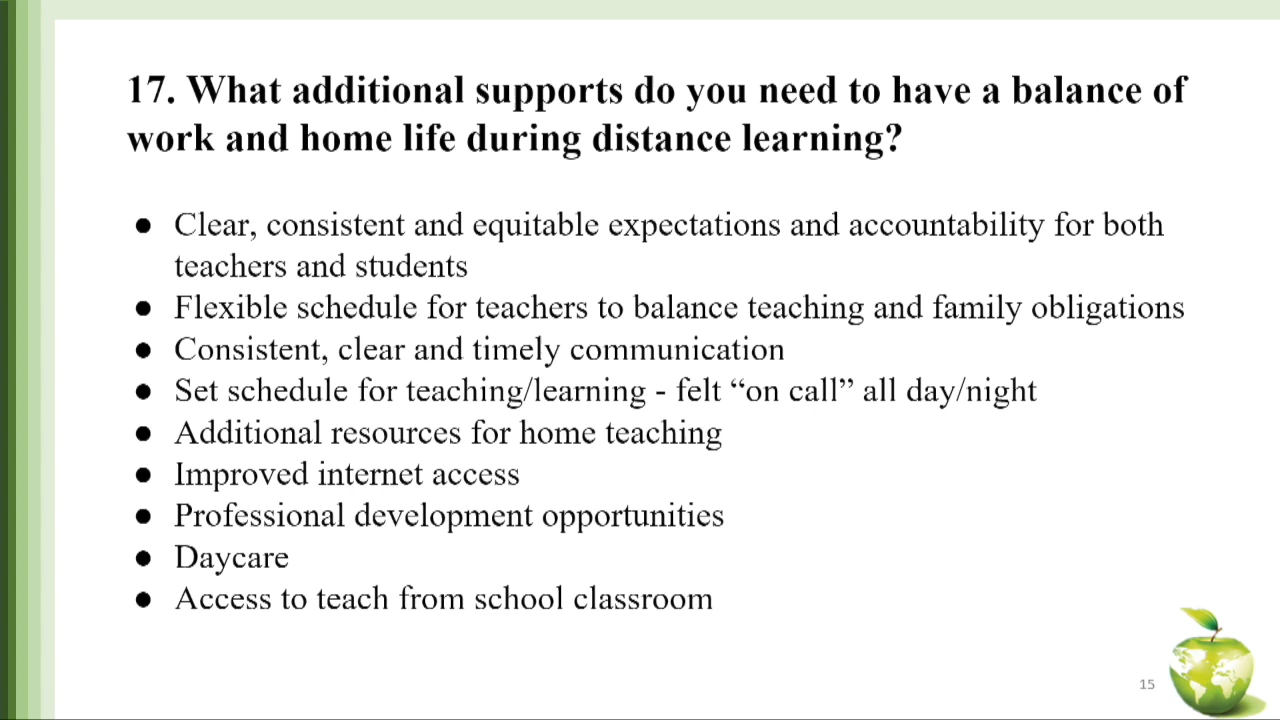 17. What additional supports do you need to have a balance of
work and home life during distance learning?
● Clear, consistent and equitable expectations and accountability for both
teachers and students
● Flexible schedule for teachers to balance teaching and family obligations
● Consistent, clear and timely communication
● Set schedule for teaching/learning - felt “on call” all day/night
● Additional resources for home teaching
● Improved internet access
● Professional development opportunities
● Daycare
● Access to teach from school classroom
15